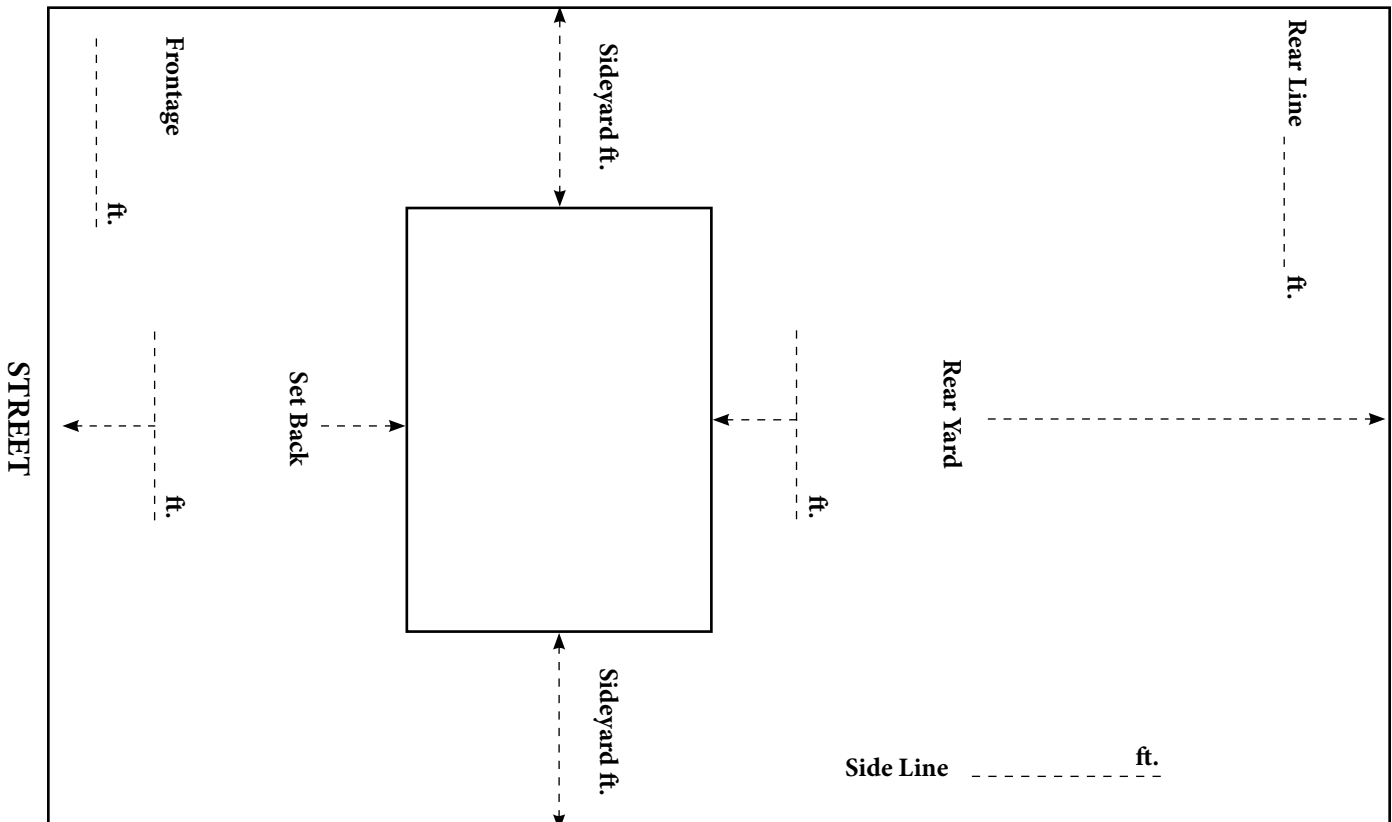 Rear Line
ft.
Sideyard ft.
Frontage
ft.
Rear Yard
ft.
Set Back
ft.
STREET
Sideyard ft.
Side Line
ft.